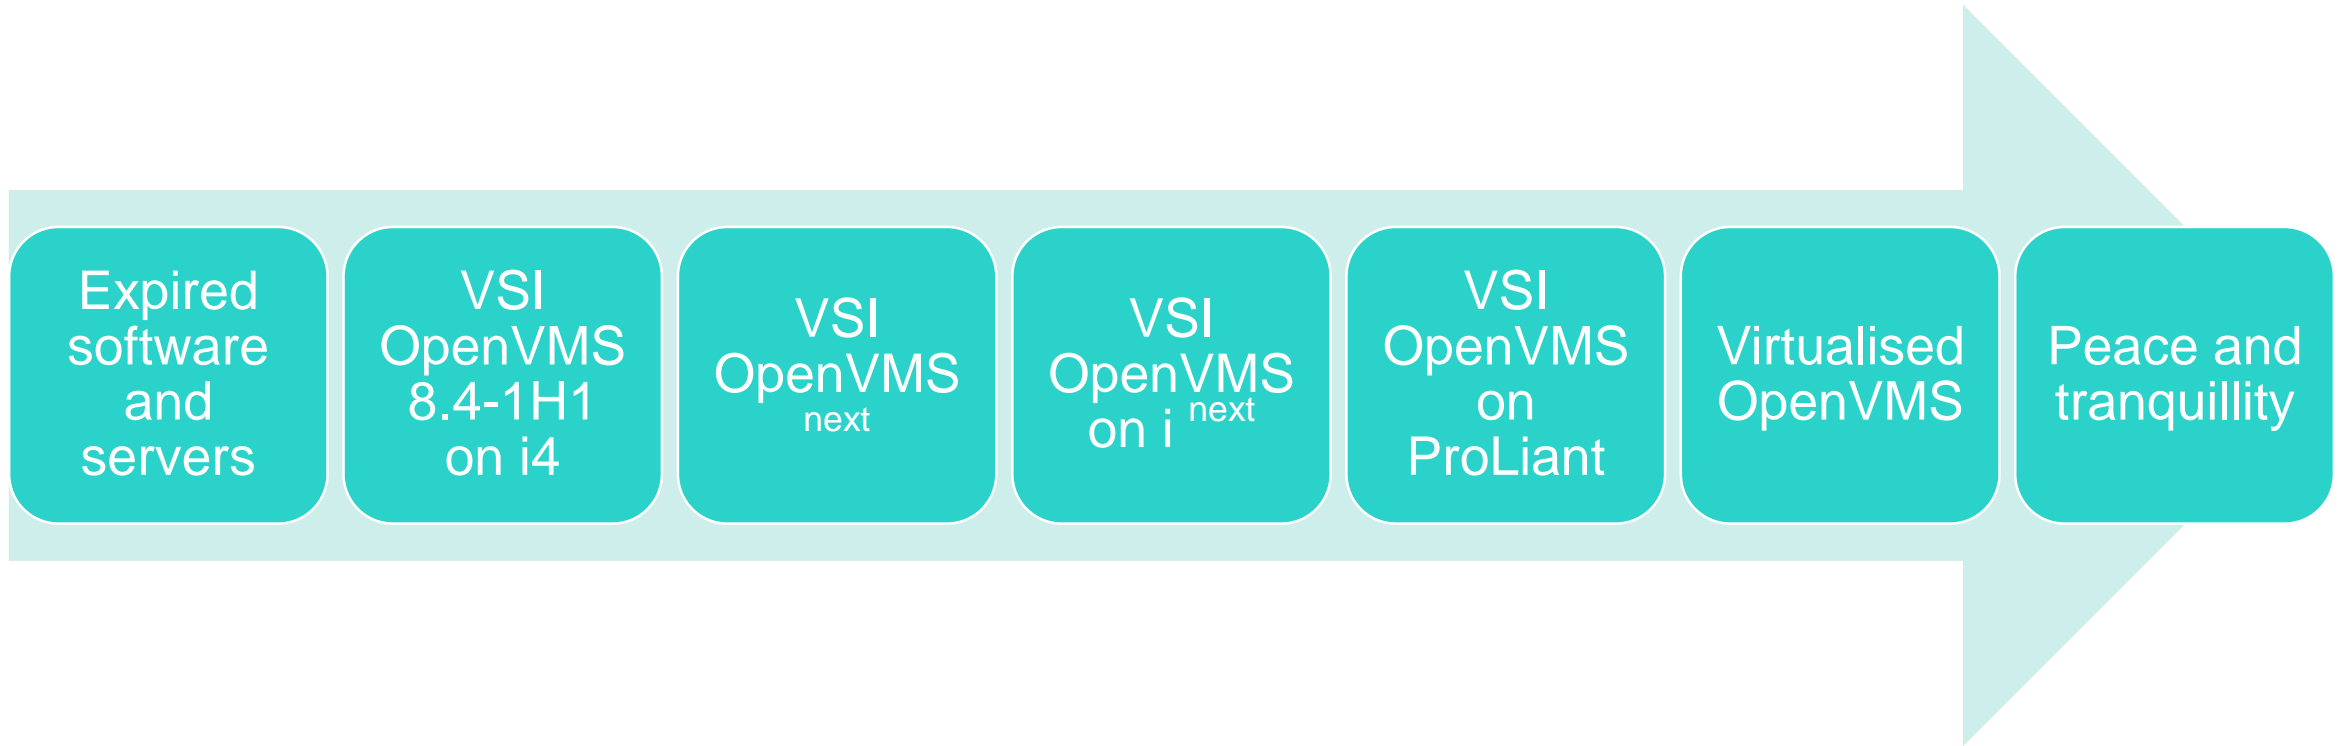 Expired
software
and
servers
VSI
OpenVMS
8.4-1H1
on i4
VSI
OpenVMS
next
VSI
OpenVMS
on i next
VSI
OpenVMS
on
ProLiant
Virtualised
OpenVMS
Peace and
tranquillity